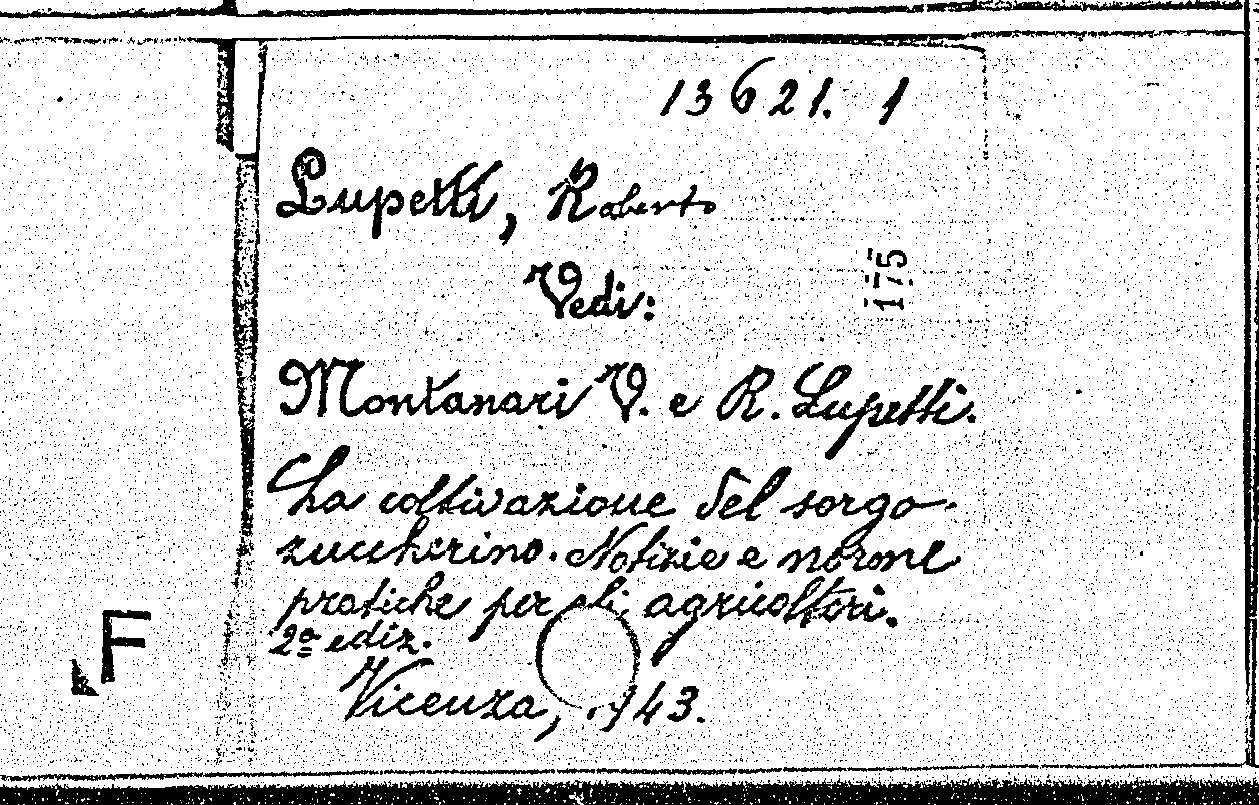 13621. 1
Lupetti, Roberto
Vedi:
175
Montanari V. e R. Lupetti.
La coltivazione del sorgo-
zuccherino. Notizie e norme
pratiche per gli agricoltori.
2ª ediz.
Vicenza, 43.
F